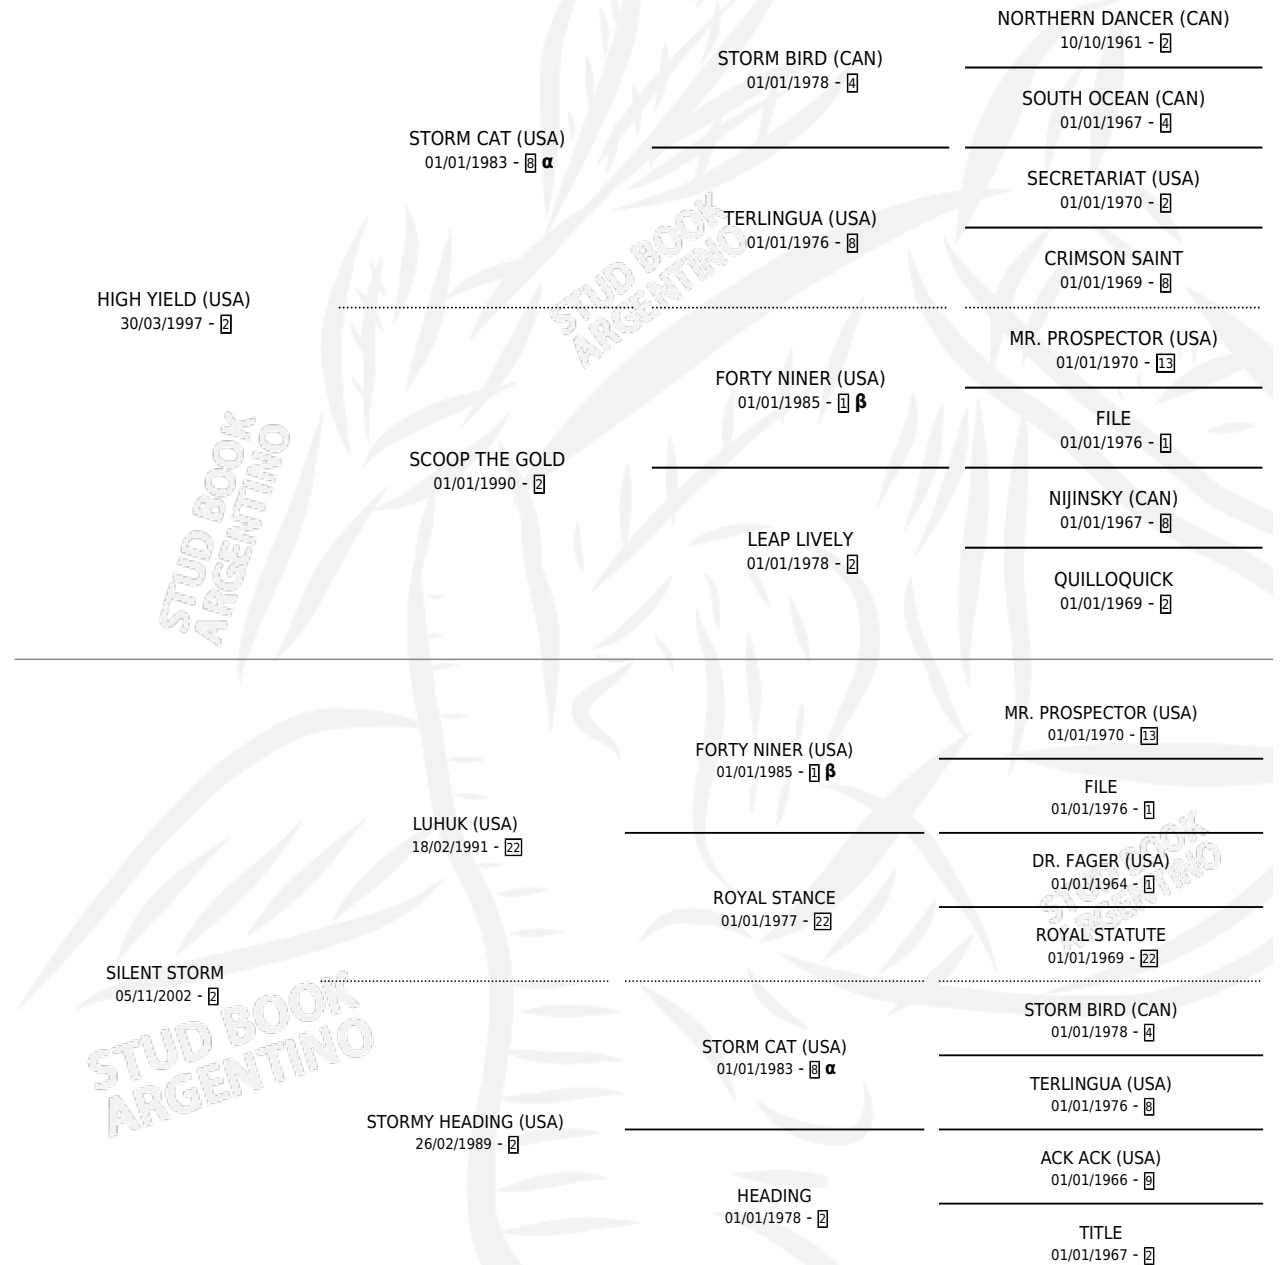 NORTHERN DANCER (CAN)
10/10/1961 - 2
STORM BIRD (CAN)
01/01/1978 - 4
SOUTH OCEAN (CAN)
01/01/1967 - 4
STORM CAT (USA)
01/01/1983 - 8 α
SECRETARIAT (USA)
01/01/1970 - 2
TERLINGUA (USA)
01/01/1976 - 8
CRIMSON SAINT
01/01/1969 - 8
HIGH YIELD (USA)
30/03/1997 - 2
MR. PROSPECTOR (USA)
01/01/1970 - 13
FORTY NINER (USA)
01/01/1985 - 1 β
FILE
01/01/1976 - 1
SCOOP THE GOLD
01/01/1990 - 2
NIJINSKY (CAN)
01/01/1967 - 8
LEAP LIVELY
01/01/1978 - 2
QUILLOQUICK
01/01/1969 - 2
MR. PROSPECTOR (USA)
01/01/1970 - 13
FORTY NINER (USA)
01/01/1985 - 1 β
FILE
01/01/1976 - 1
LUHUK (USA)
18/02/1991 - 22
DR. FAGER (USA)
01/01/1964 - 1
ROYAL STANCE
01/01/1977 - 22
ROYAL STATUTE
01/01/1969 - 22
SILENT STORM
05/11/2002 - 2
STORM BIRD (CAN)
01/01/1978 - 4
STORM CAT (USA)
01/01/1983 - 8 α
TERLINGUA (USA)
01/01/1976 - 8
STORMY HEADING (USA)
26/02/1989 - 2
ACK ACK (USA)
01/01/1966 - 9
HEADING
01/01/1978 - 2
TITLE
01/01/1967 - 2
STUD BOOK
ARGENTINO
STUD BOOK
ARGENTINO
STUD BOOK
ARGENTINO
STUD BOOK
ARGENTINO